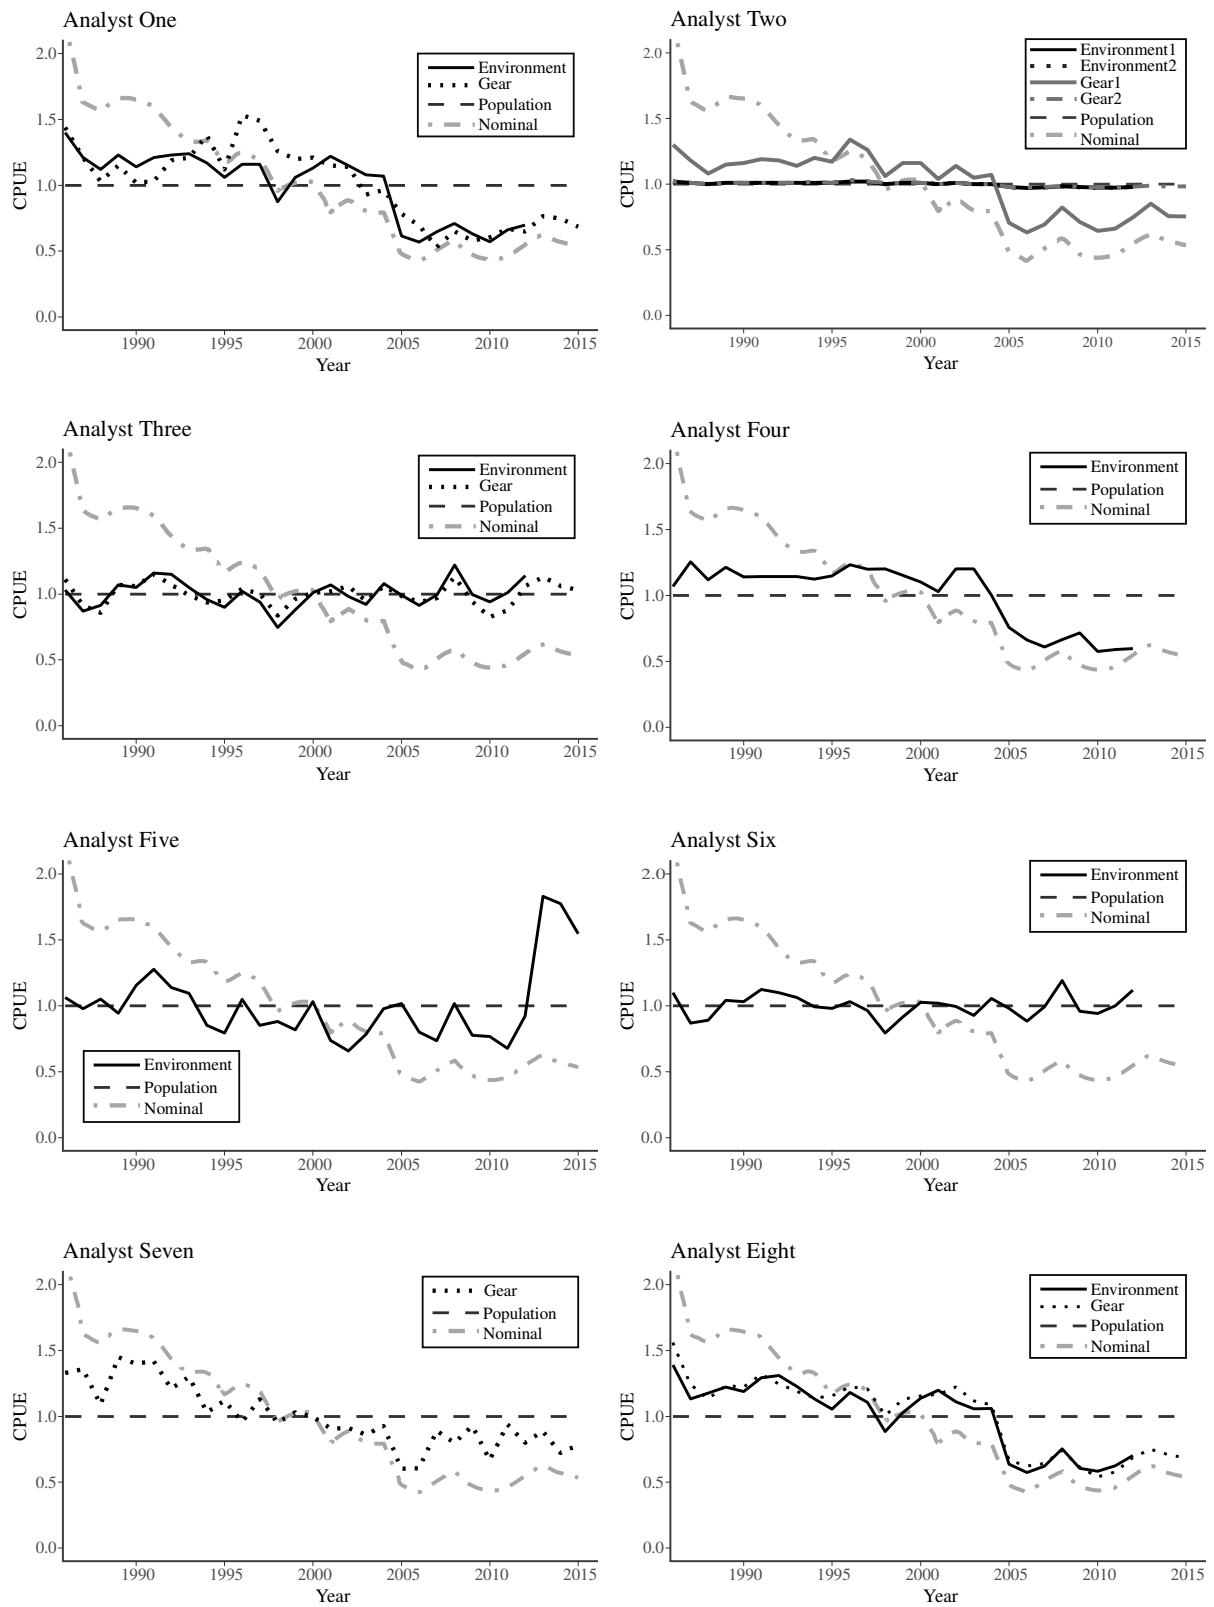 Analyst One
2.0
1.5
1.0
0.5
0.0
CPUE
Environment
Gear
Population
Nominal
1990 1995 2000 2005 2010 2015
Year
Analyst Two
2.0
1.5
1.0
0.5
0.0
CPUE
Environment1
Environment2
Gear1
Gear2
Population
Nominal
1990 1995 2000 2005 2010 2015
Year
Analyst Three
2.0
1.5
1.0
0.5
0.0
CPUE
Environment
Gear
Population
Nominal
1990 1995 2000 2005 2010 2015
Year
Analyst Four
2.0
1.5
1.0
0.5
0.0
CPUE
Environment
Population
Nominal
1990 1995 2000 2005 2010 2015
Year
Analyst Five
2.0
1.5
1.0
0.5
0.0
CPUE
Environment
Population
Nominal
1990 1995 2000 2005 2010 2015
Year
Analyst Six
2.0
1.5
1.0
0.5
0.0
CPUE
Environment
Population
Nominal
1990 1995 2000 2005 2010 2015
Year
Analyst Seven
2.0
1.5
1.0
0.5
0.0
CPUE
Gear
Population
Nominal
1990 1995 2000 2005 2010 2015
Year
Analyst Eight
2.0
1.5
1.0
0.5
0.0
CPUE
Environment
Gear
Population
Nominal
1990 1995 2000 2005 2010 2015
Year